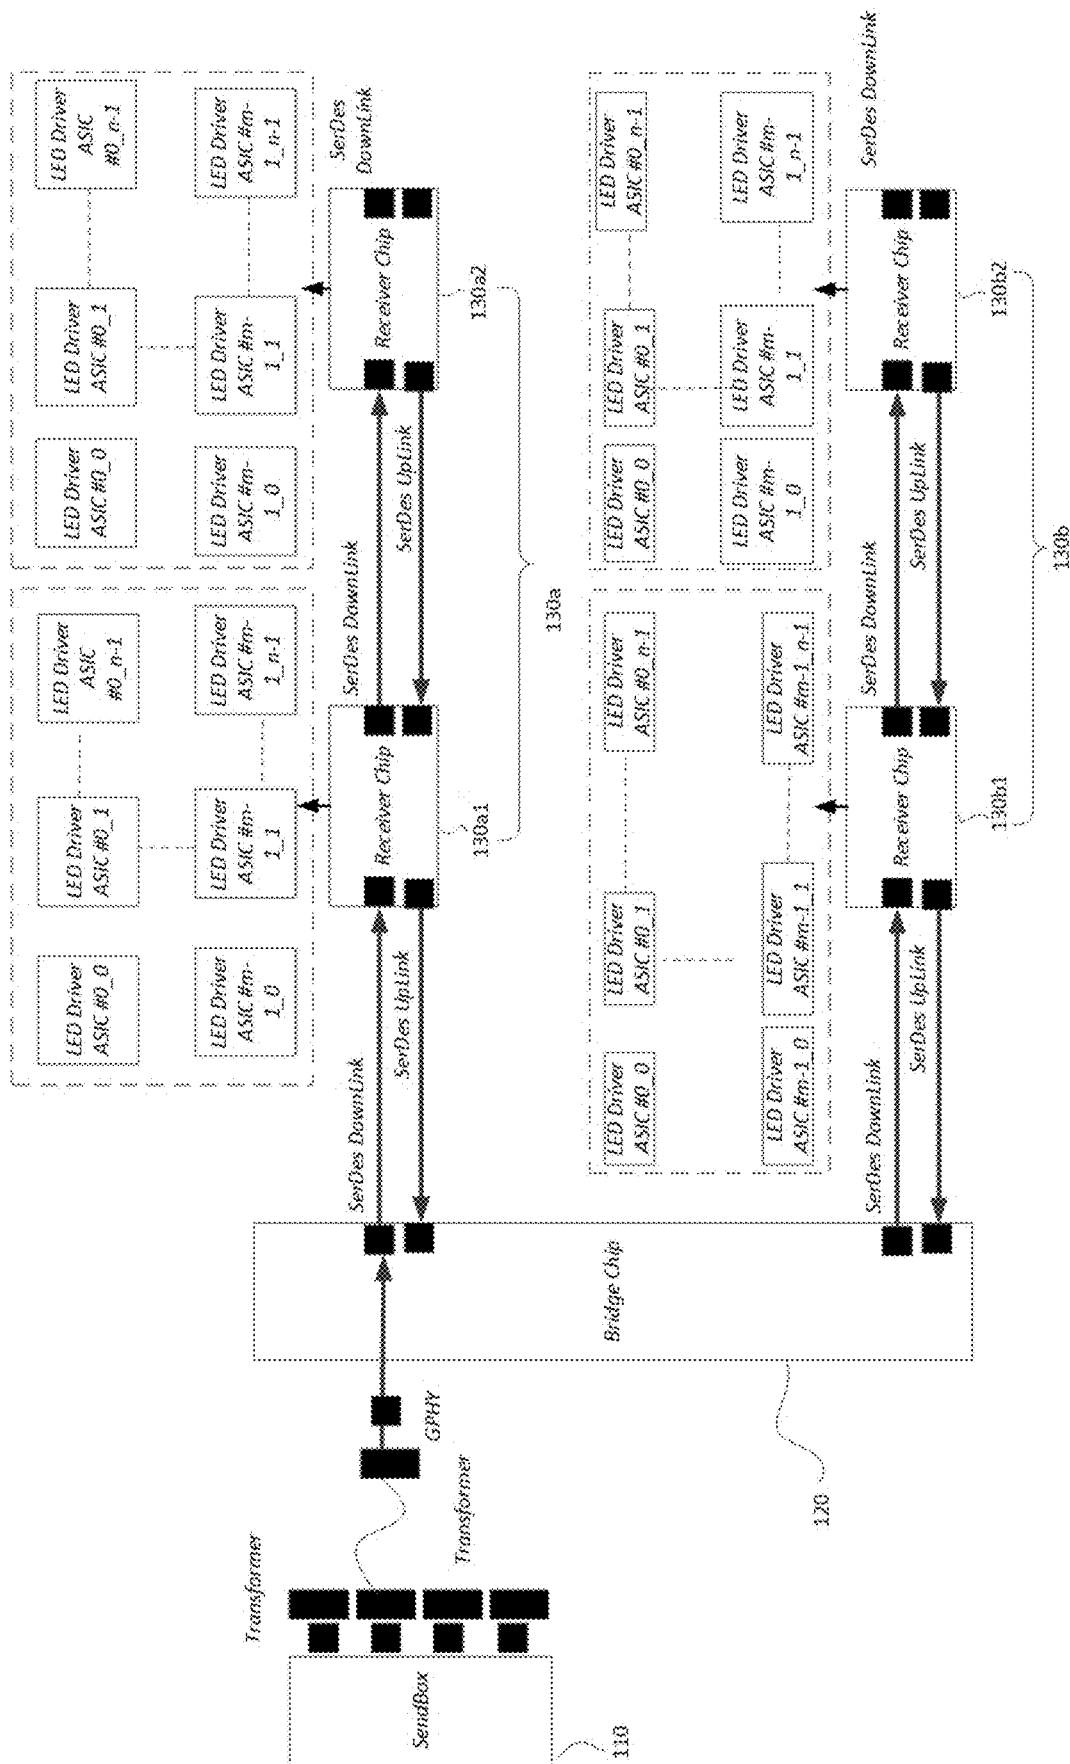 LED Driver
ASIC #0_0
LED Driver
ASIC #0_1
LED Driver
ASIC
#0_n-1
LED Driver
ASIC #m-
1_0
LED Driver
ASIC #m-
1_1
LED Driver
ASIC #m-
1_n-1
LED Driver
ASIC #0_0
LED Driver
ASIC #0_1
LED Driver
ASIC
#0_n-1
LED Driver
ASIC #m-
1_0
LED Driver
ASIC #m-
1_1
LED Driver
ASIC #m-
1_n-1
Transformer
SerDes DownLink
SerDes DownLink
SerDes
DownLink
Receiver Chip
Receiver Chip
SerDes UpLink
SerDes UpLink
SendBox
Transformer
GPHY
130a1
130a2
130a
110
Bridge Chip
120
LED Driver
ASIC #0_0
LED Driver
ASIC #0_1
LED Driver
ASIC #0_n-1
LED Driver
ASIC #m-1_0
LED Driver
ASIC #m-1_1
LED Driver
ASIC #m-1_n-1
LED Driver
ASIC #0_0
LED Driver
ASIC #0_1
LED Driver
ASIC #0_n-1
LED Driver
ASIC #m-
1_0
LED Driver
ASIC #m-
1_1
LED Driver
ASIC #m-
1_n-1
SerDes DownLink
SerDes DownLink
SerDes DownLink
Receiver Chip
Receiver Chip
SerDes UpLink
SerDes UpLink
130b1
130b2
130b